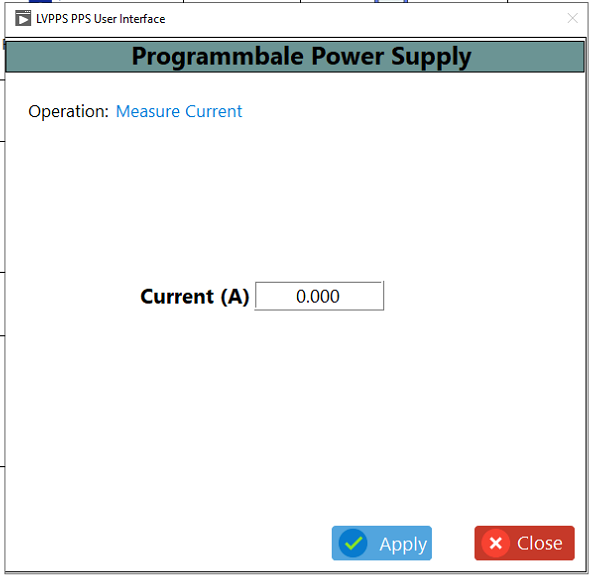 LVPPS PPS User Interface
Programmbale Power Supply
Operation: Measure Current
Current (A) 0.000
Apply Close